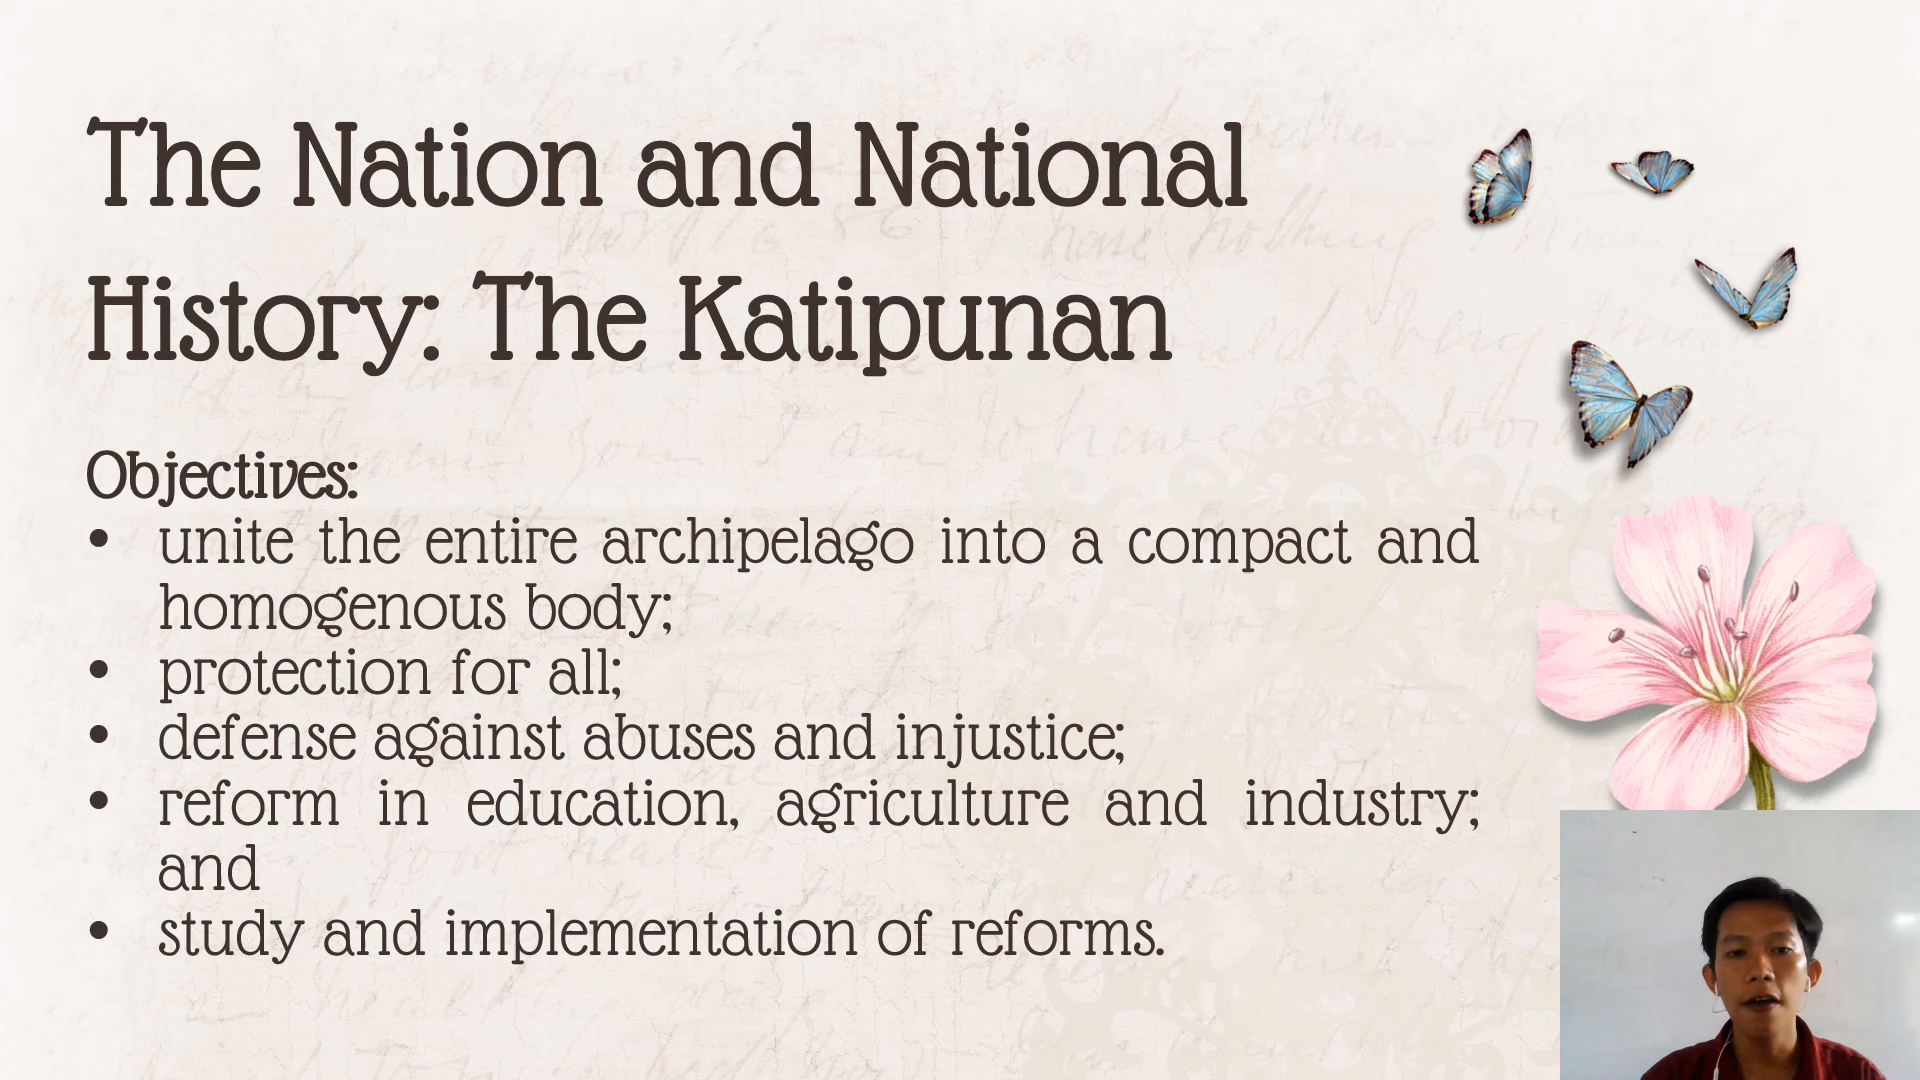 The Nation and National
History: The Katipunan
Objectives:
• unite the entire archipelago into a compact and
homogenous body;
• protection for all;
• defense against abuses and injustice;
• reform in education, agriculture and industry;
and
• study and implementation of reforms.